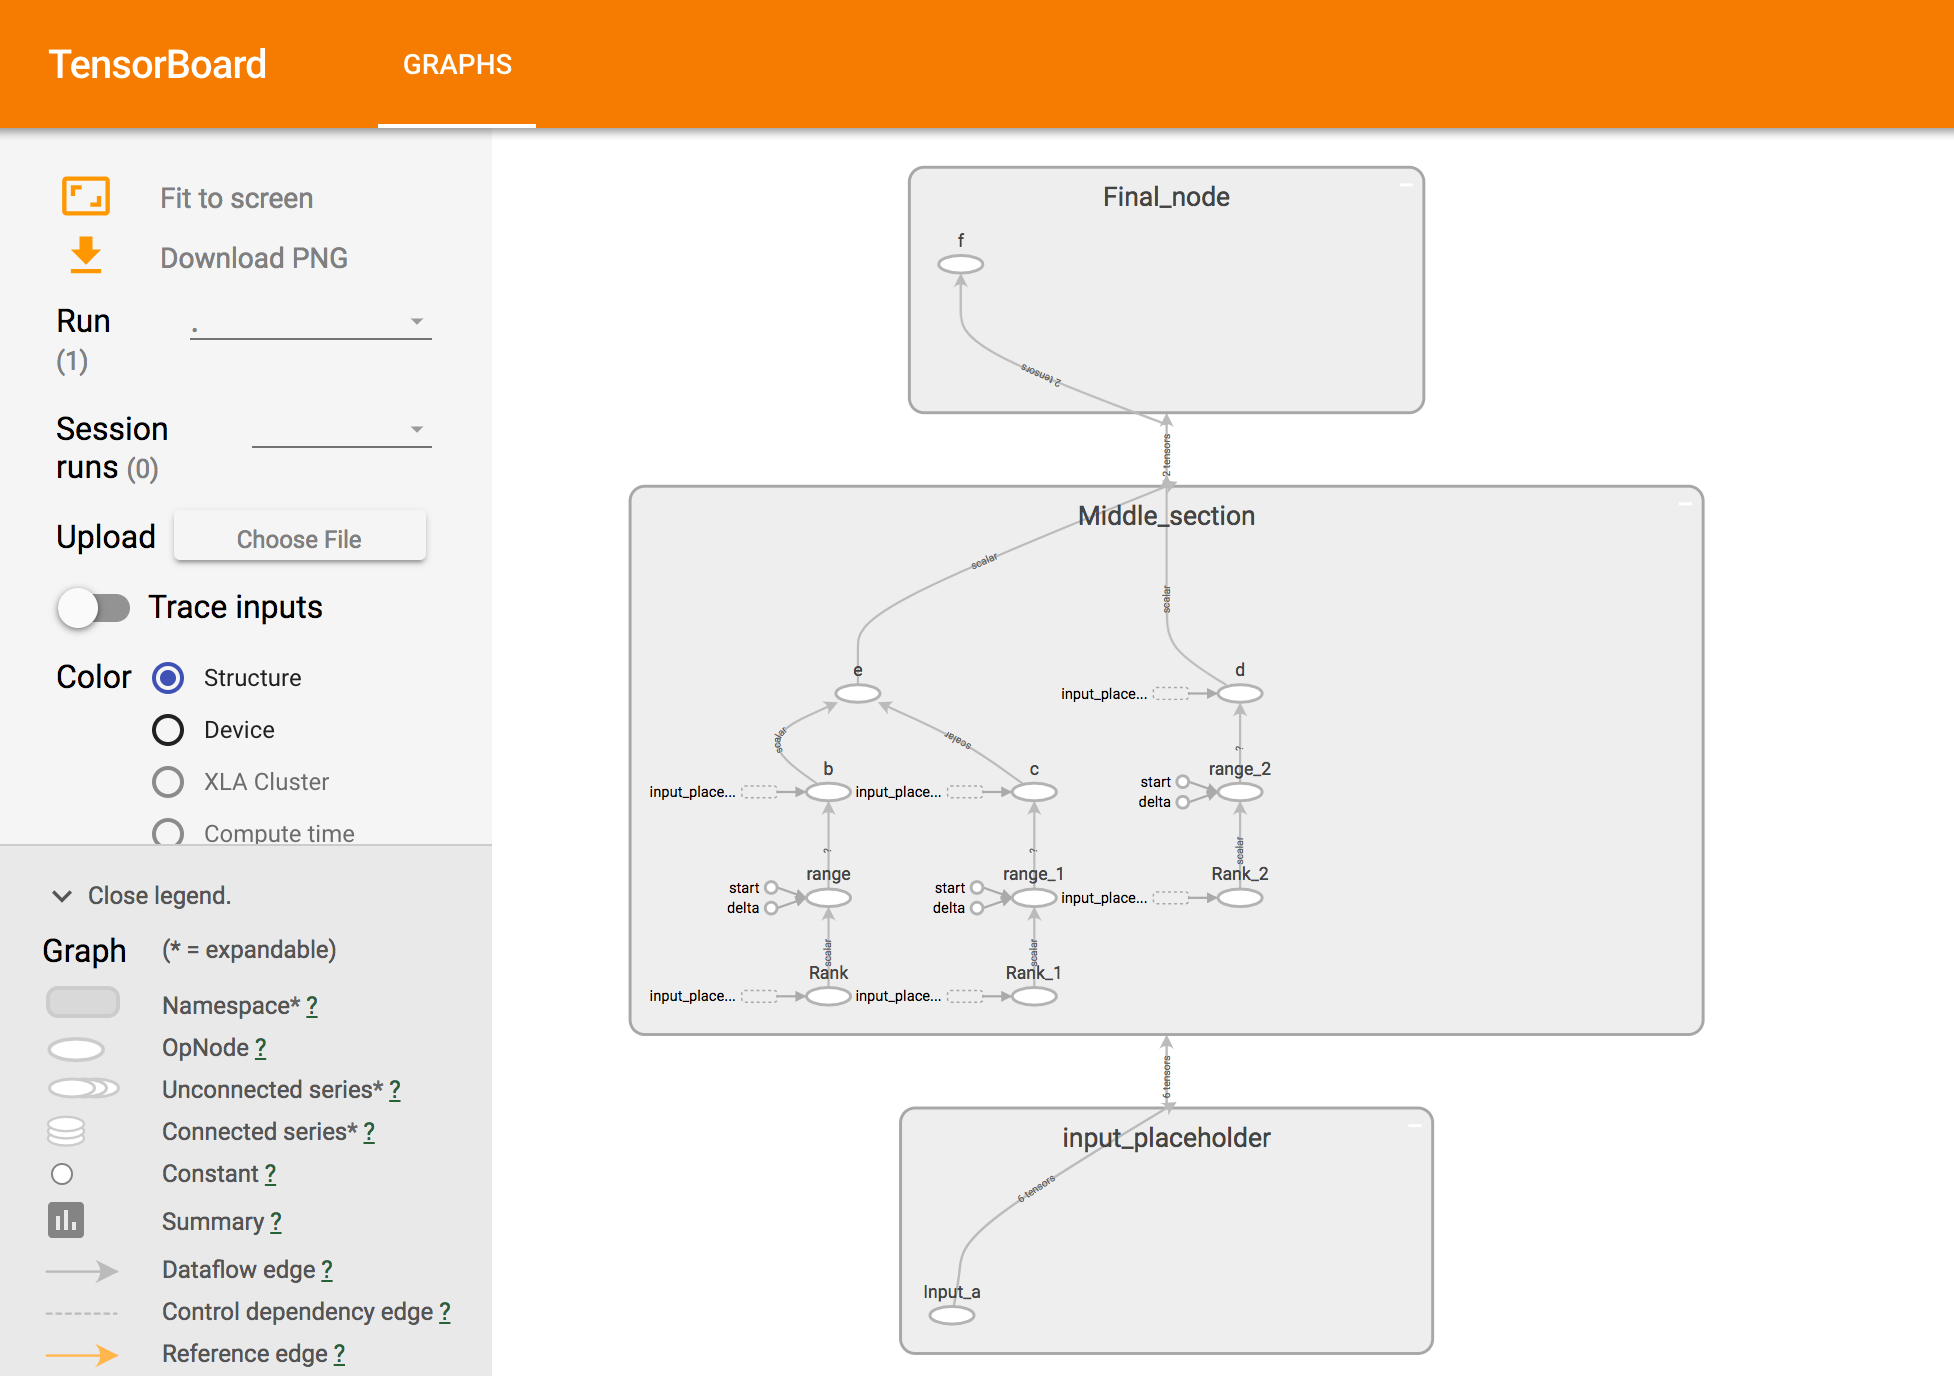 TensorBoard
GRAPHS
Fit to screen
Download PNG
Run
(1)
.
Session
runs (0)
Upload
Choose File
Trace inputs
Color
Structure
Device
XLA Cluster
Compute time
Close legend.
Graph
(* = expandable)
Namespace* ?
OpNode ?
Unconnected series* ?
Connected series* ?
Constant ?
Summary ?
Dataflow edge ?
Control dependency edge ?
Reference edge ?
Final_node
f
2 tensors
2 tensors
Middle_section
scalar
scalar
e
d
input_place...
scalar
scalar
?
b
c
range_2
input_place...
input_place...
start
delta
?
?
scalar
range
range_1
Rank_2
start
delta
start
delta
input_place...
scalar
scalar
Rank
Rank_1
input_place...
input_place...
6 tensors
input_placeholder
6 tensors
Input_a